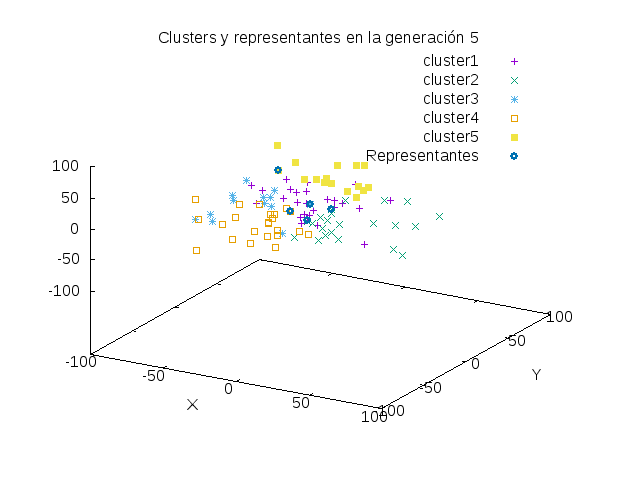 Clusters y representantes en la generación 5
cluster1
cluster2
cluster3
cluster4
cluster5
Representantes
100
50
0
-50
-100
-100
-50
0
50
100
X
-100
-50
0
50
100
Y